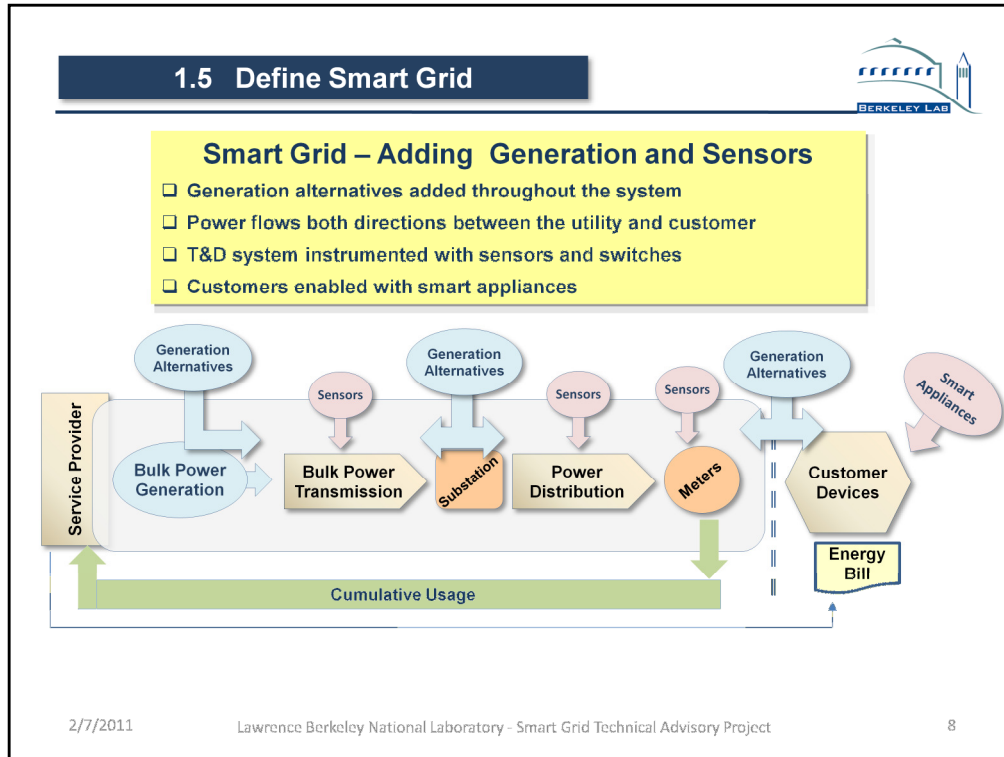 1.5 Define Smart Grid
BERKELEY LAB
Smart Grid – Adding Generation and Sensors
Generation alternatives added throughout the system
Power flows both directions between the utility and customer
T&D system instrumented with sensors and switches
Customers enabled with smart appliances
Generation
Alternatives
Generation
Alternatives
Generation
Alternatives
Sensors
Sensors
Sensors
Smart
Appliances
Service Provider
Bulk Power
Generation
Bulk Power
Transmission
Substation
Power
Distribution
Meters
Customer
Devices
Energy
Bill
Cumulative Usage
2/7/2011
Lawrence Berkeley National Laboratory - Smart Grid Technical Advisory Project
8